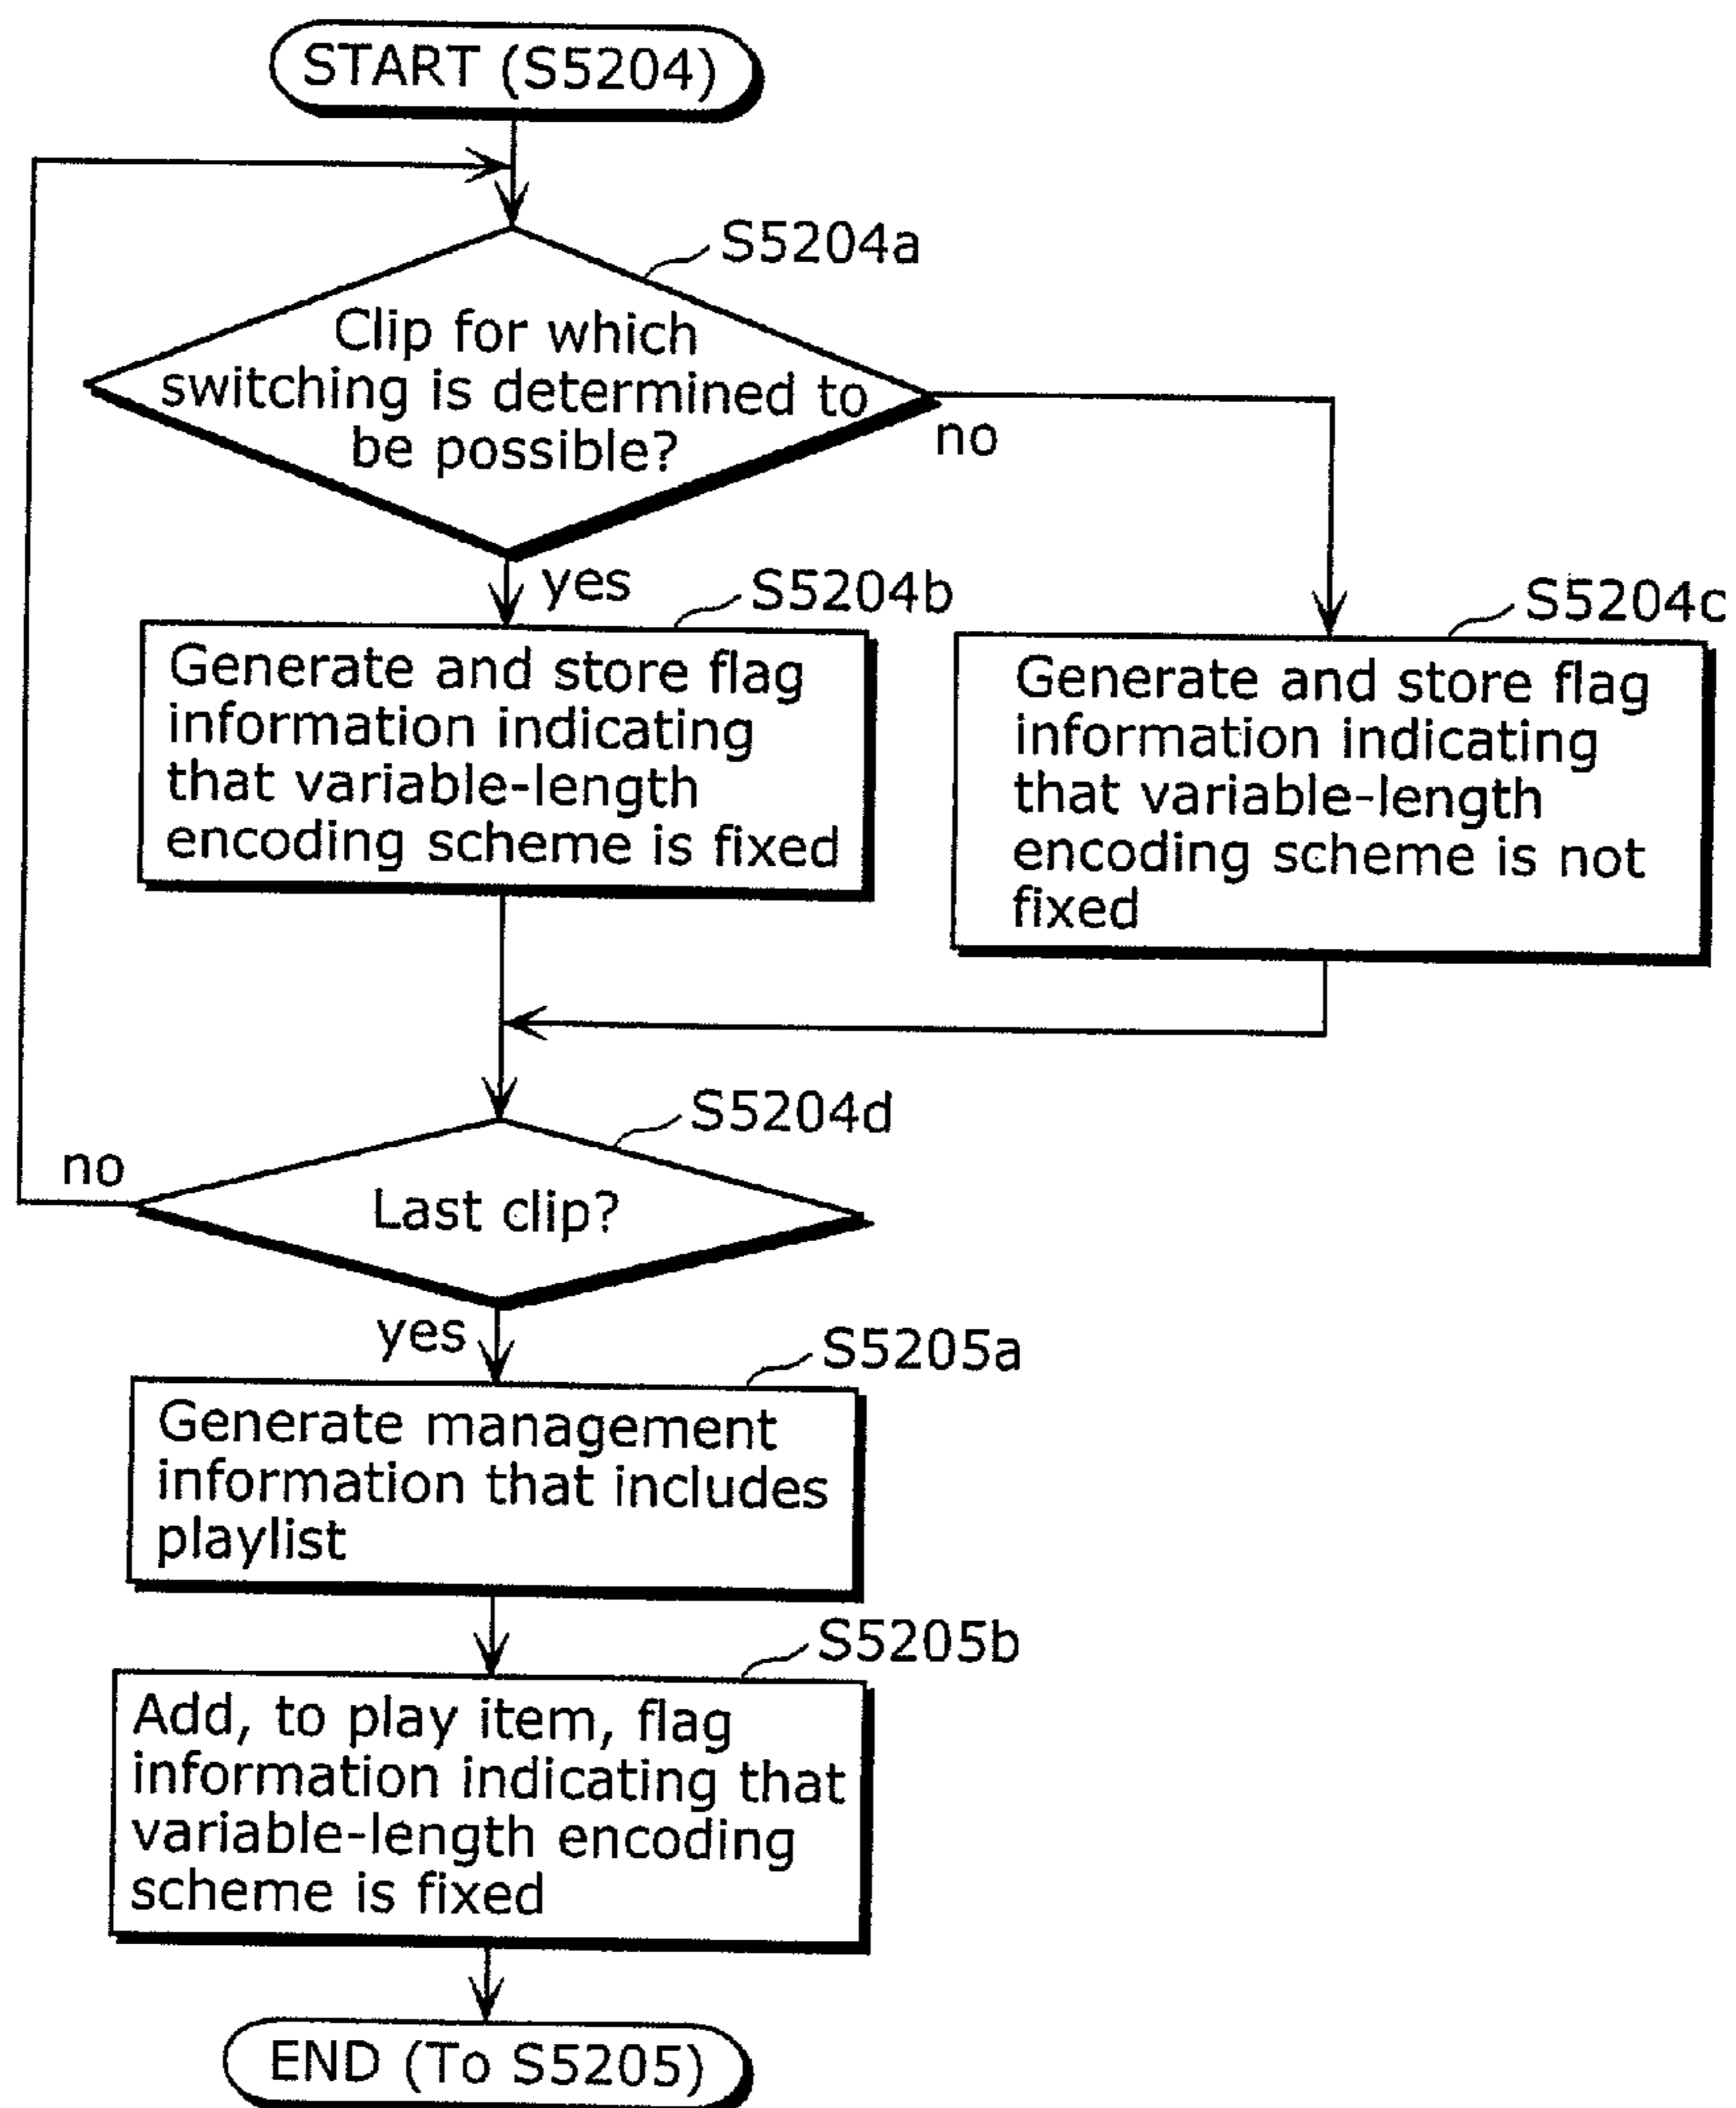 START (S5204)
S5204a
Clip for which
switching is determined to
be possible?
no
yes
S5204b
Generate and store flag
information indicating
that variable-length
encoding scheme is fixed
S5204c
Generate and store flag
information indicating
that variable-length
encoding scheme is not
fixed
S5204d
no
Last clip?
yes
S5205a
Generate management
information that includes
playlist
S5205b
Add, to play item, flag
information indicating that
variable-length encoding
scheme is fixed
END (To S5205)